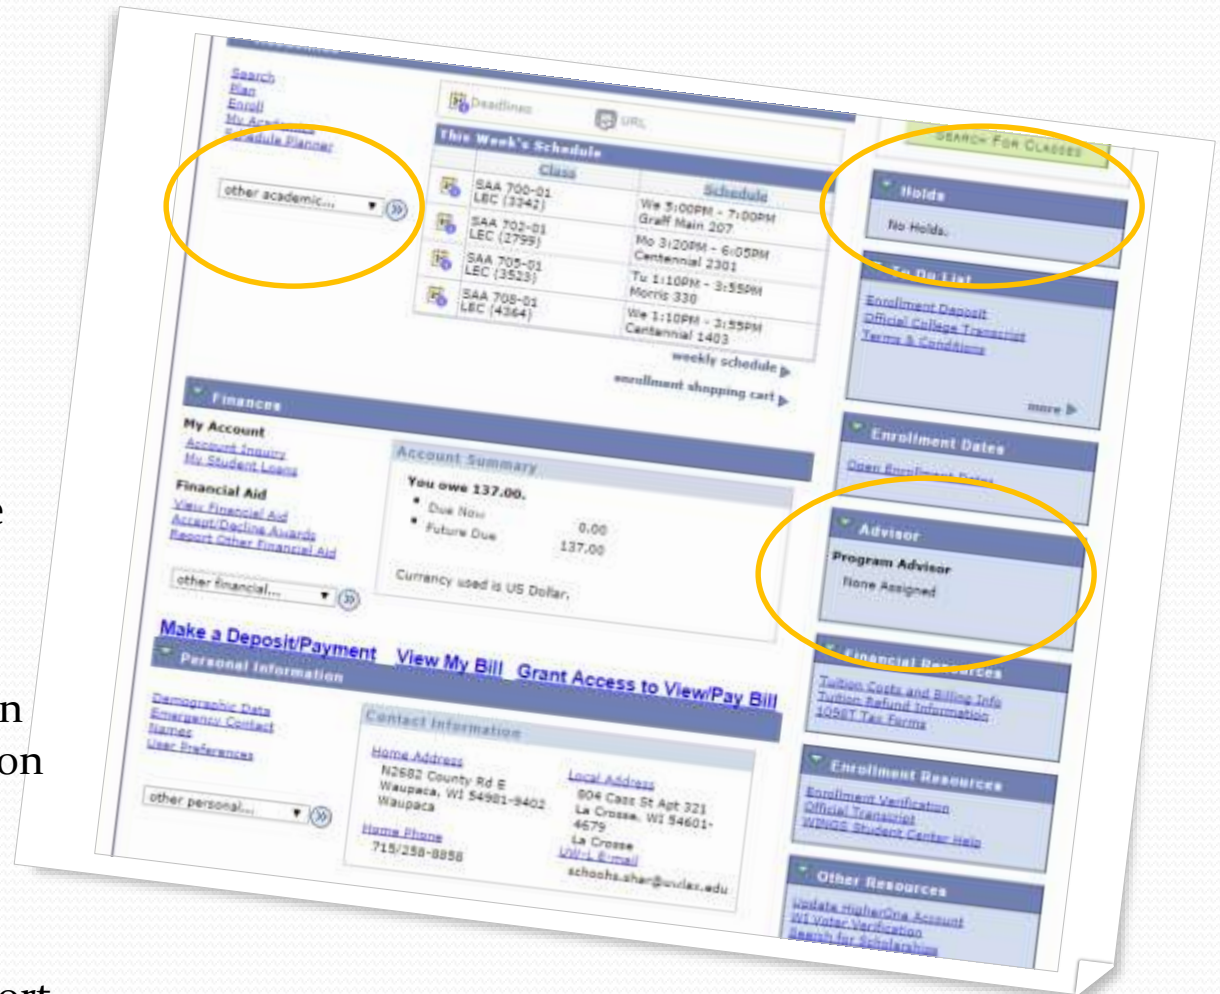 Search
Plan
Enroll
My Academics
Schedule Planner
other academic...
Deadlines
URL
This Week's Schedule
Class
Schedule
SAA 700-01
LEC (3342)
We 5:00PM - 7:00PM
Graff Main 207
SAA 702-01
LEC (2799)
Mo 3:20PM - 6:05PM
Centennial 2301
SAA 705-01
LEC (3523)
Tu 1:10PM - 3:55PM
Morris 330
SAA 708-01
LEC (4364)
We 1:10PM - 3:55PM
Centennial 1403
weekly schedule
enrollment shopping cart
SEARCH FOR CLASSES
Holds
No Holds.
To Do List
Enrollment Deposit
Official College Transcript
Terms & Conditions
more
Enrollment Dates
Open Enrollment Dates
Advisor
Program Advisor
None Assigned
Finances
My Account
Account Inquiry
My Student Loans
Financial Aid
View Financial Aid
Accept/Decline Awards
Report Other Financial Aid
other financial...
Account Summary
You owe 137.00.
Due Now 0.00
Future Due 137.00
Currency used is US Dollar.
Make a Deposit/Payment View My Bill Grant Access to View/Pay Bill
Financial Resources
Tuition Costs and Billing Info
Tuition Refund Information
1098T Tax Forms
Personal Information
Demographic Data
Emergency Contact
Names
User Preferences
other personal...
Contact Information
Home Address
N2682 County Rd E
Waupaca, WI 54981-9402
Waupaca
Home Phone
715/258-8858
Local Address
804 Cass St Apt 321
La Crosse, WI 54601-
4679
La Crosse
UW-L E-mail
schoohs.shar@uwlax.edu
Enrollment Resources
Enrollment Verification
Official Transcript
WINGS Student Center Help
Other Resources
Update HigherOne Account
WI Voter Verification
Search for Scholarships